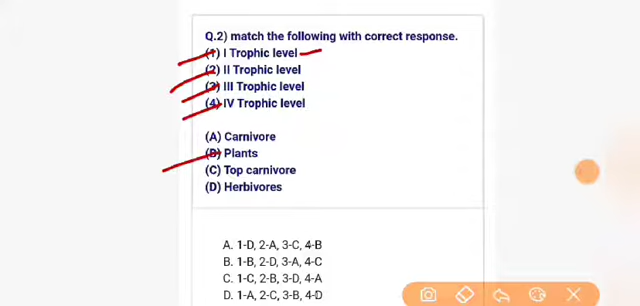 Q.2) match the following with correct response.
(1) I Trophic level
(2) II Trophic level
(3) III Trophic level
(4) IV Trophic level
(A) Carnivore
(B) Plants
(C) Top carnivore
(D) Herbivores
A. 1-D, 2-A, 3-C, 4-B
B. 1-B, 2-D, 3-A, 4-C
C. 1-C, 2-B, 3-D, 4-A
D. 1-A, 2-C, 3-B, 4-D